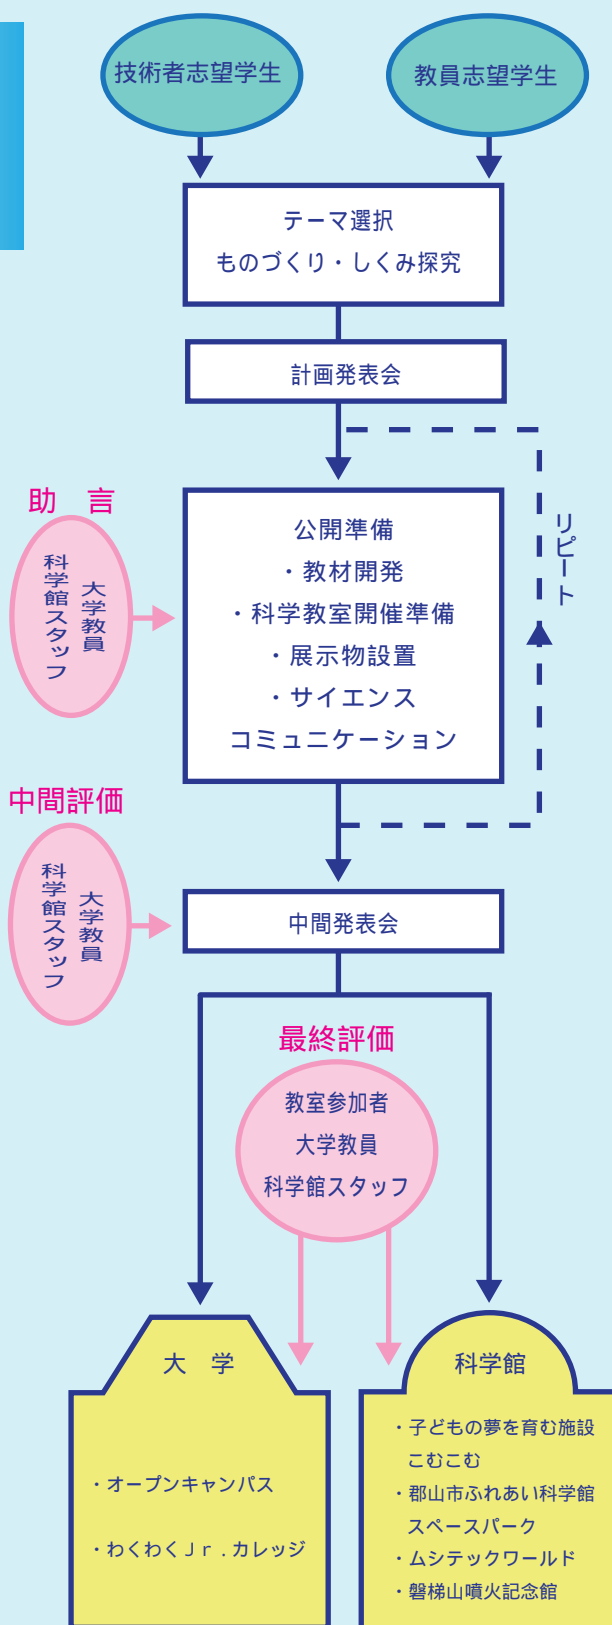 技術者志望学生
教員志望学生
テーマ選択
ものづくり・しくみ探究
計画発表会
リピート
助　言
大学教員
科学館スタッフ
公開準備
・教材開発
・科学教室開催準備
・展示物設置
・サイエンス
コミュニケーション
中間評価
大学教員
科学館スタッフ
中間発表会
最終評価
教室参加者
大学教員
科学館スタッフ
大　学
・オープンキャンパス
・わくわくＪｒ．カレッジ
科学館
・子どもの夢を育む施設
こむこむ
・郡山市ふれあい科学館
スペースパーク
・ムシテックワールド
・磐梯山噴火記念館